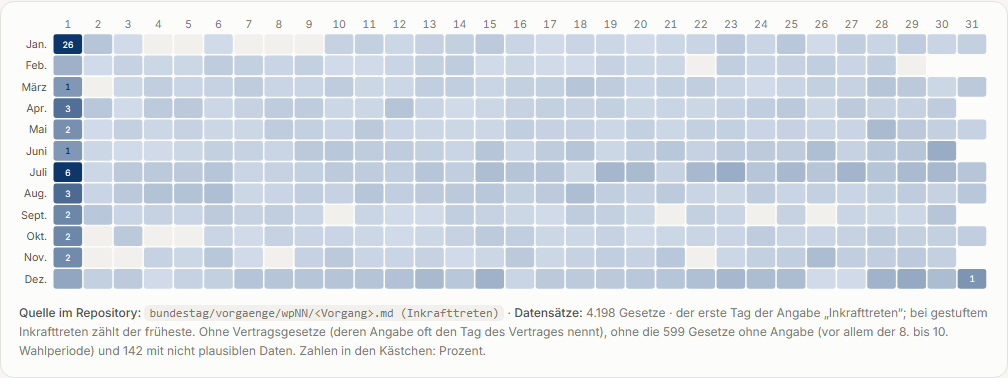 1 2 3 4 5 6 7 8 9 10 11 12 13 14 15 16 17 18 19 20 21 22 23 24 25 26 27 28 29 30 31
Jan. 26
Feb.
März 1
Apr. 3
Mai 2
Juni 1
Juli 6
Aug. 3
Sept. 2
Okt. 2
Nov. 2
Dez. 1
Quelle im Repository: bundestag/vorgaenge/wpNN/<Vorgang>.md (Inkrafttreten) · Datensätze: 4.198 Gesetze · der erste Tag der Angabe „Inkrafttreten“; bei gestuftem
Inkrafttreten zählt der früheste. Ohne Vertragsgesetze (deren Angabe oft den Tag des Vertrages nennt), ohne die 599 Gesetze ohne Angabe (vor allem der 8. bis 10.
Wahlperiode) und 142 mit nicht plausiblen Daten. Zahlen in den Kästchen: Prozent.